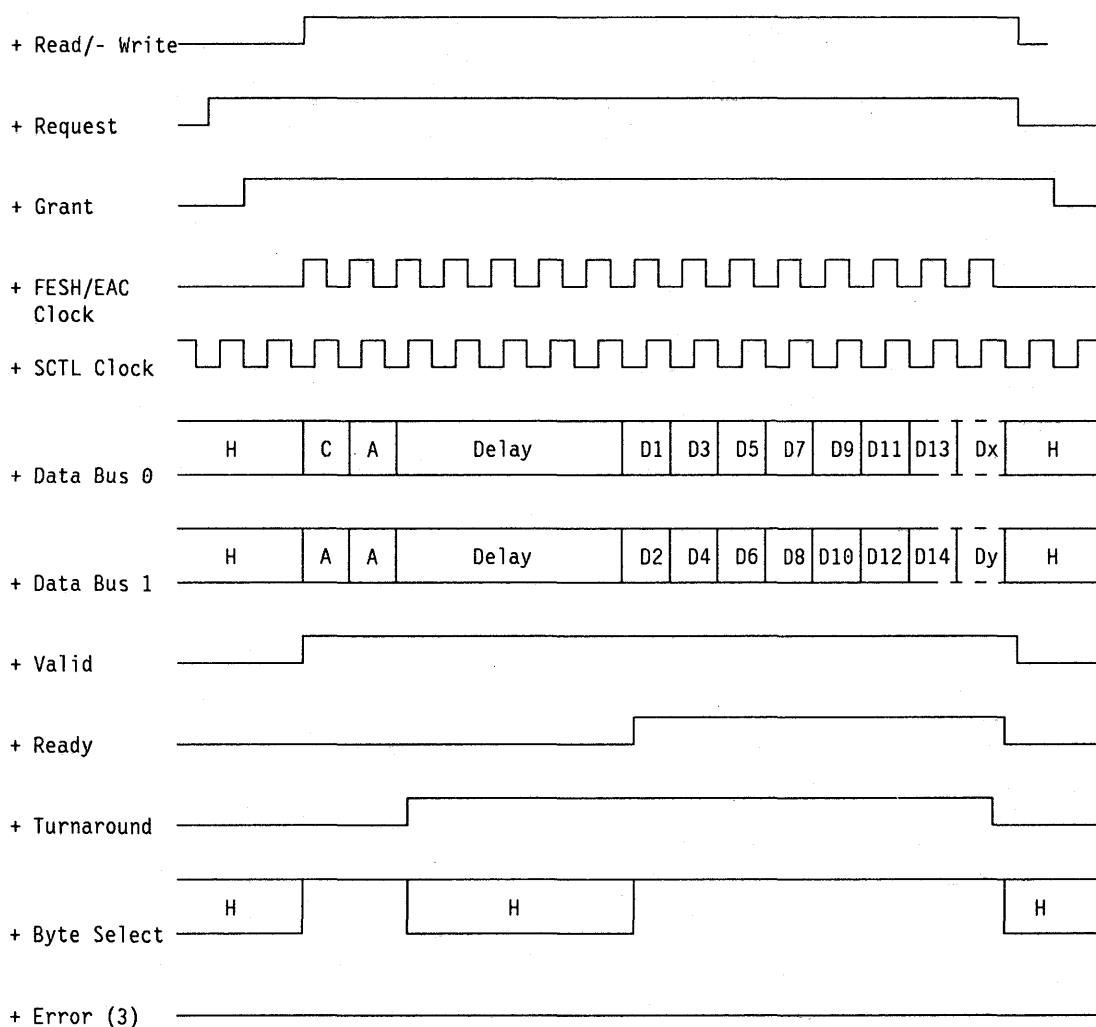 + Read/- Write
+ Request
+ Grant
+ FESH/EAC
Clock
+ SCTL Clock
H C A Delay D1 D3 D5 D7 D9 D11 D13 Dx H
+ Data Bus 0
H A A Delay D2 D4 D6 D8 D10 D12 D14 Dy H
+ Data Bus 1
+ Valid
+ Ready
+ Turnaround
H H H
+ Byte Select
+ Error (3)